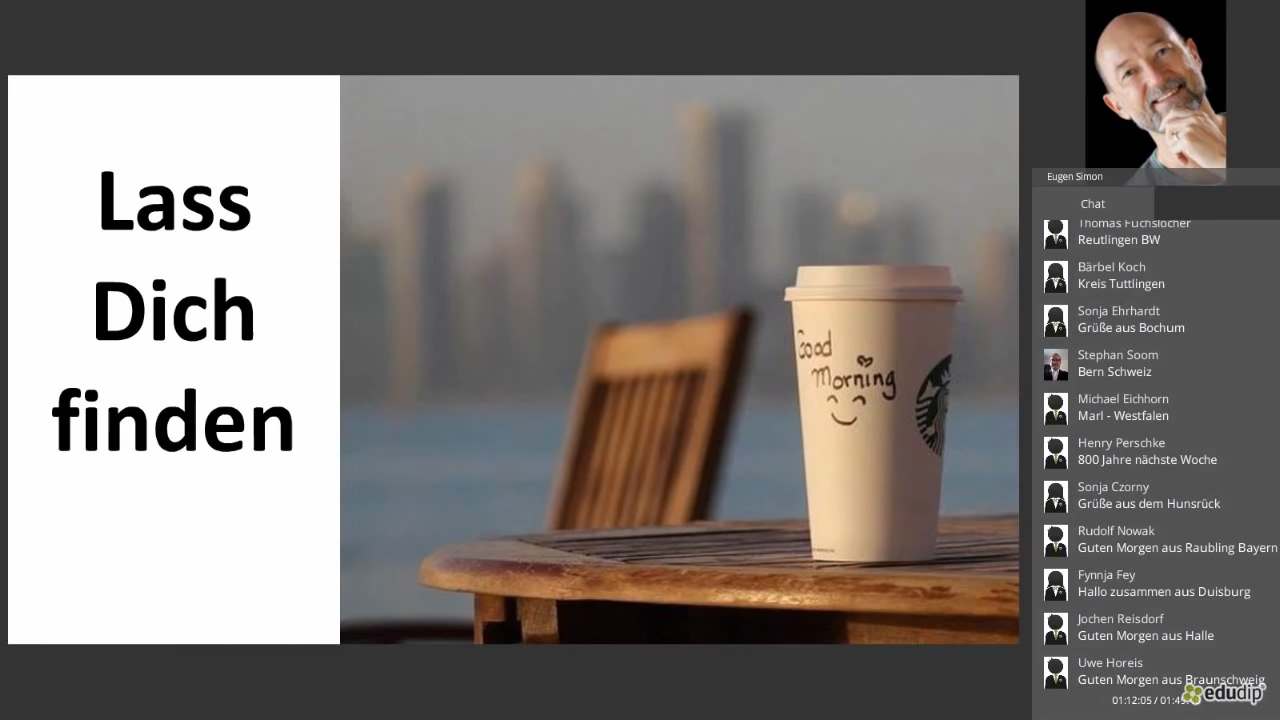 Lass
Dich
finden
Good
Morning
Eugen Simon
Chat
Thomas Fuchslocher
Reutlingen BW
Bärbel Koch
Kreis Tuttlingen
Sonja Ehrhardt
Grüße aus Bochum
Stephan Soom
Bern Schweiz
Michael Eichhorn
Marl - Westfalen
Henry Perschke
800 Jahre nächste Woche
Sonja Czorny
Grüße aus dem Hunsrück
Rudolf Nowak
Guten Morgen aus Raubling Bayern
Fynnja Fey
Hallo zusammen aus Duisburg
Jochen Reisdorf
Guten Morgen aus Halle
Uwe Horeis
Guten Morgen aus Braunschweig
01:12:05 /
edudip